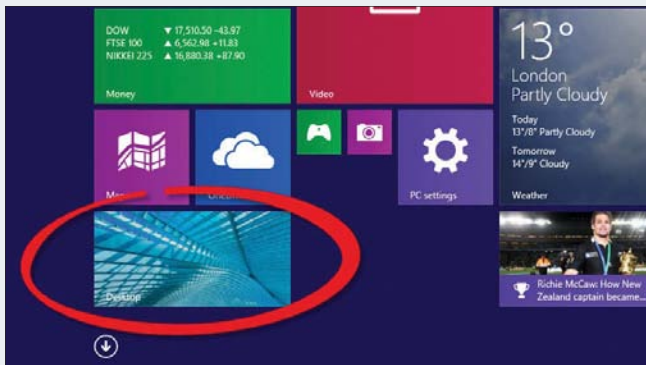 DOW ▼ 17,510.50 -43.97
FTSE 100 ▲ 6,562.98 +11.83
NIKKEI 225 ▲ 16,880.38 +87.90
Money
Video
13°
London
Partly Cloudy
Today
13°/8° Partly Cloudy
Tomorrow
14°/9° Cloudy
Weather
PC settings
Desktop
Richie McCaw: How New
Zealand captain became...